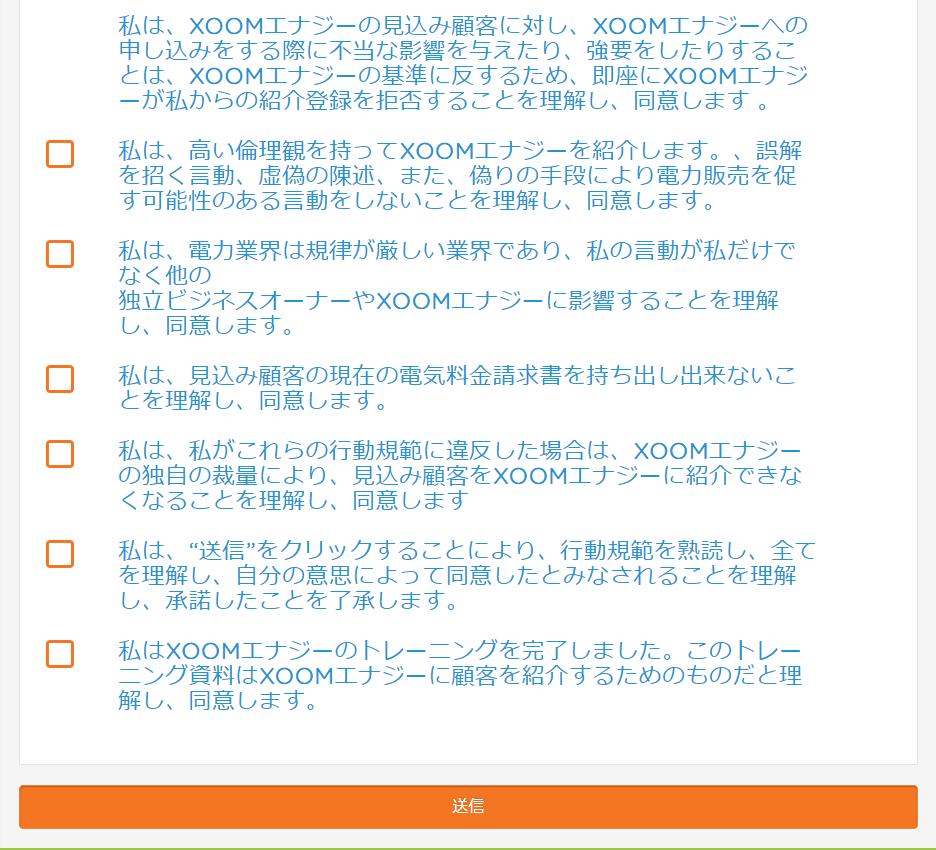 私は、XOOMエナジーの見込み顧客に対し、XOOMエナジーへの
申し込みをする際に不当な影響を与えたり、強要をしたりするこ
とは、XOOMエナジーの基準に反するため、即座にXOOMエナジ
ーが私からの紹介登録を拒否することを理解し、同意します 。
私は、高い倫理観を持ってXOOMエナジーを紹介します。、誤解
を招く言動、虚偽の陳述、また、偽りの手段により電力販売を促
す可能性のある言動をしないことを理解し、同意します。
私は、電力業界は規律が厳しい業界であり、私の言動が私だけで
なく他の
独立ビジネスオーナーやXOOMエナジーに影響することを理解
し、同意します。
私は、見込み顧客の現在の電気料金請求書を持ち出し出来ないこ
とを理解し、同意します。
私は、私がこれらの行動規範に違反した場合は、XOOMエナジー
の独自の裁量により、見込み顧客をXOOMエナジーに紹介できな
くなることを理解し、同意します
私は、“送信”をクリックすることにより、行動規範を熟読し、全て
を理解し、自分の意思によって同意したとみなされることを理解
し、承諾したことを了承します。
私はXOOMエナジーのトレーニングを完了しました。このトレー
ニング資料はXOOMエナジーに顧客を紹介するためのものだと理
解し、同意します。
送信